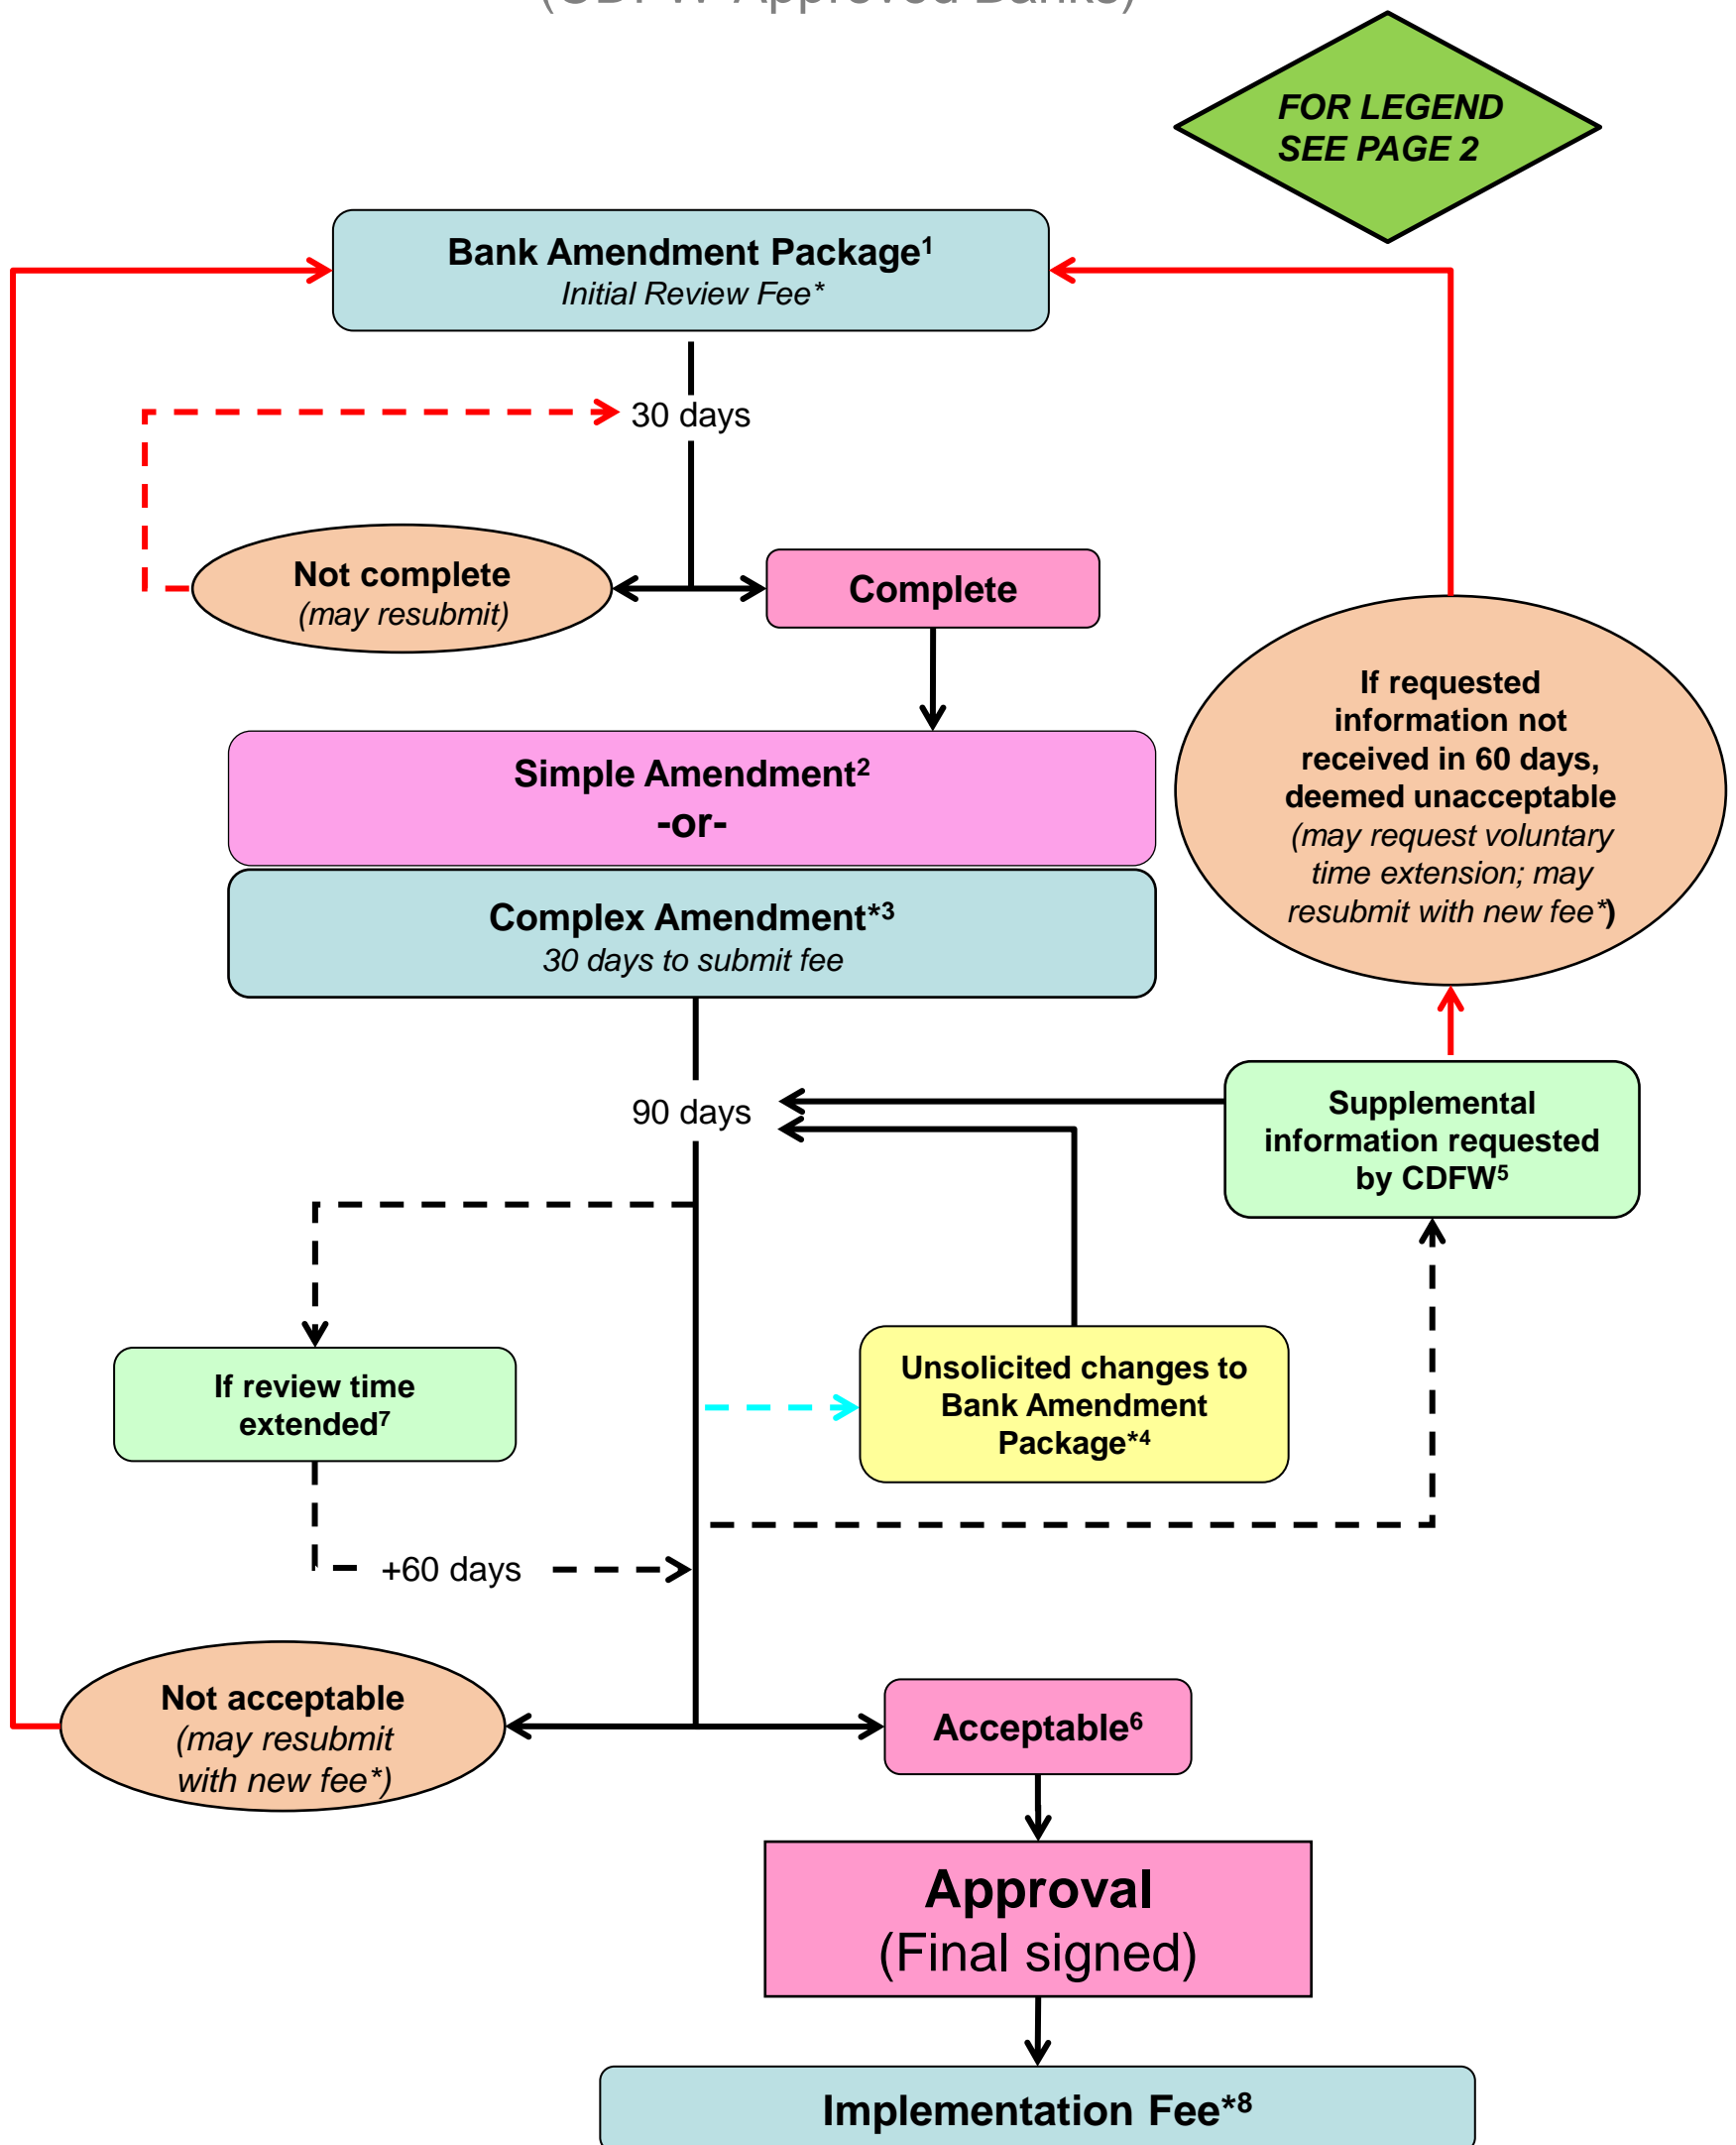 (CDFW-Approved Banks)
FOR LEGEND
SEE PAGE 2
Bank Amendment Package¹
Initial Review Fee*
30 days
Not complete
(may resubmit)
Complete
If requested
information not
received in 60 days,
deemed unacceptable
(may request voluntary
time extension; may
resubmit with new fee*)
Simple Amendment²
-or-
Complex Amendment*³
30 days to submit fee
90 days
Supplemental
information requested
by CDFW⁵
If review time
extended⁷
Unsolicited changes to
Bank Amendment
Package*⁴
+60 days
Not acceptable
(may resubmit
with new fee*)
Acceptable⁶
Approval
(Final signed)
Implementation Fee*⁸